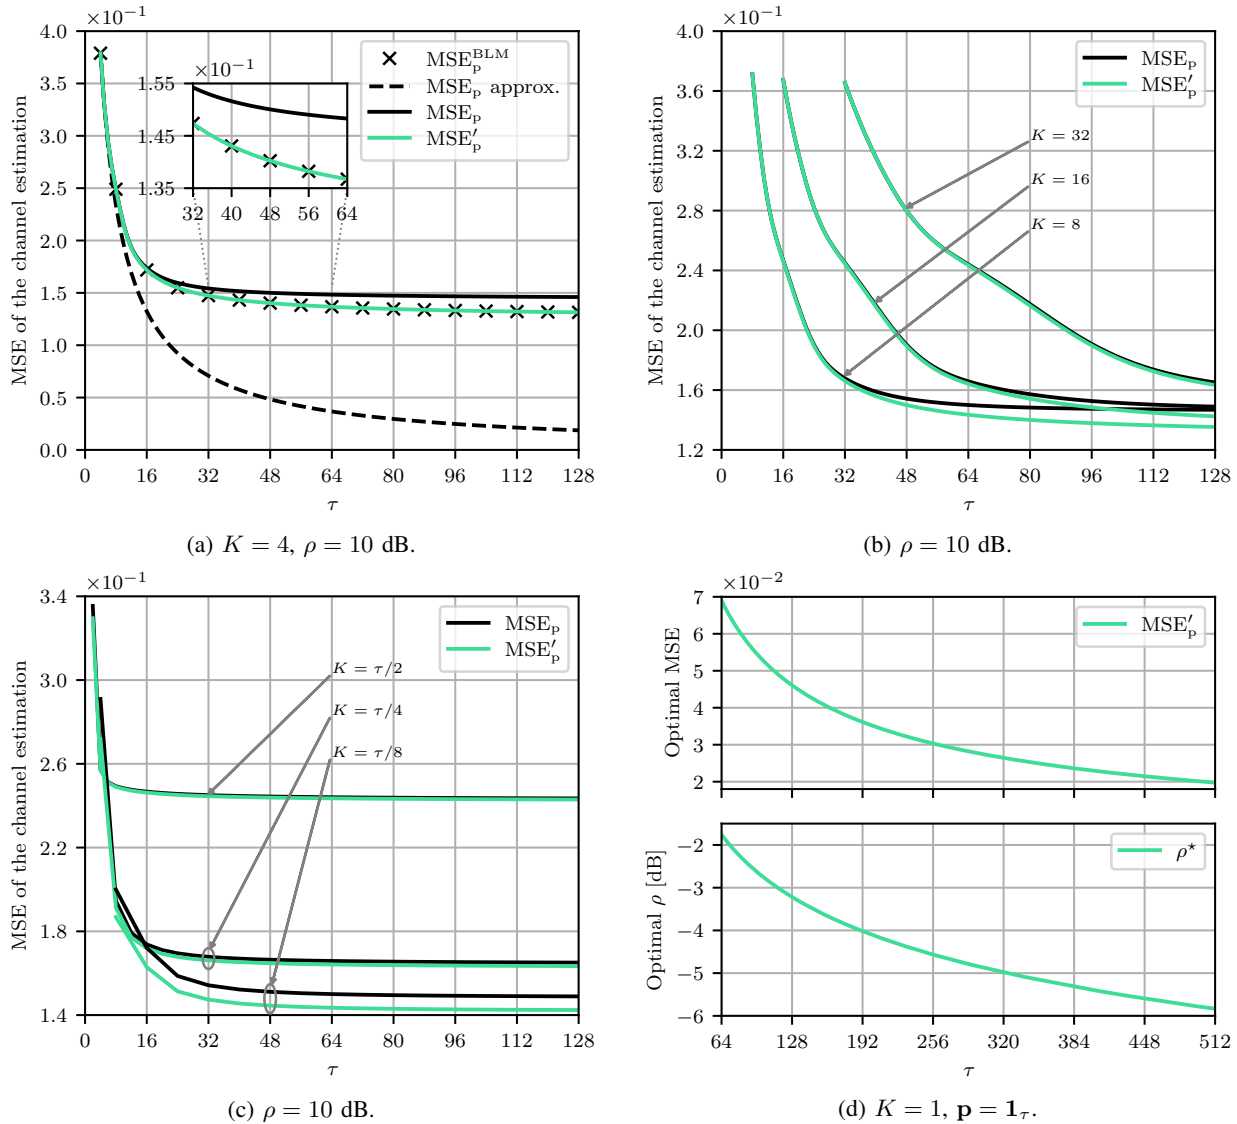 ×10⁻¹
4.0
3.5
3.0
2.5
2.0
1.5
1.0
0.5
0.0
MSE of the channel estimation
× MSE_p^BLM
MSE_p approx.
MSE_p
MSE′_p
×10⁻¹
1.55
1.45
1.35
32 40 48 56 64
0 16 32 48 64 80 96 112 128
τ
(a) K = 4, ρ = 10 dB.
×10⁻¹
4.0
3.6
3.2
2.8
2.4
2.0
1.6
1.2
MSE of the channel estimation
MSE_p
MSE′_p
K = 32
K = 16
K = 8
0 16 32 48 64 80 96 112 128
τ
(b) ρ = 10 dB.
×10⁻¹
3.4
3.0
2.6
2.2
1.8
1.4
MSE of the channel estimation
MSE_p
MSE′_p
K = τ/2
K = τ/4
K = τ/8
0 16 32 48 64 80 96 112 128
τ
(c) ρ = 10 dB.
×10⁻²
7
6
5
4
3
2
Optimal MSE
MSE′_p
−2
−3
−4
−5
−6
Optimal ρ [dB]
ρ⋆
64 128 192 256 320 384 448 512
τ
(d) K = 1, p = 1_τ.